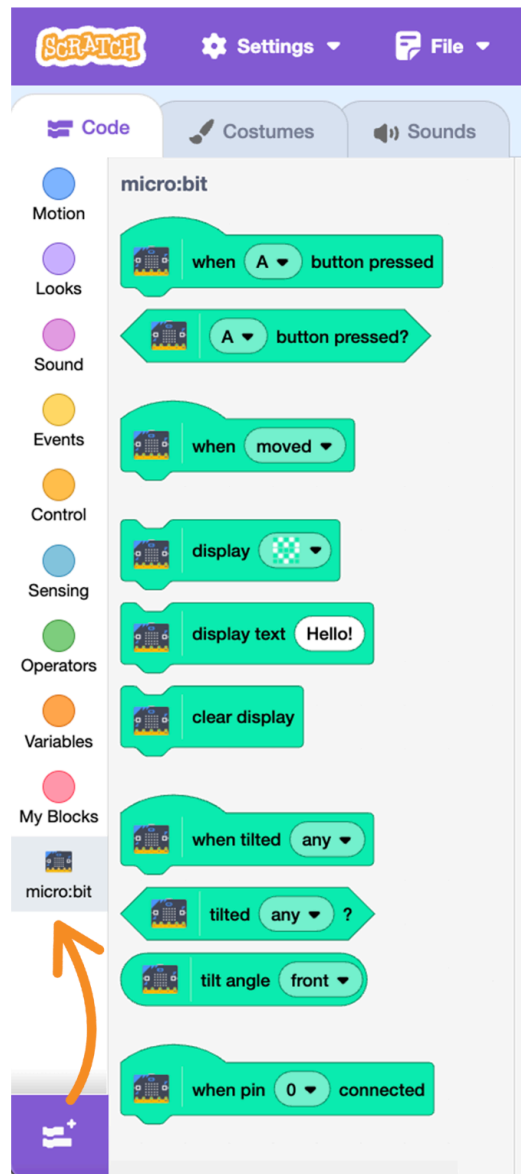 SCRATCH Settings File
Code Costumes Sounds
micro:bit
Motion
Looks
Sound
Events
Control
Sensing
Operators
Variables
My Blocks
micro:bit
when A button pressed
A button pressed?
when moved
display
display text Hello!
clear display
when tilted any
tilted any ?
tilt angle front
when pin 0 connected